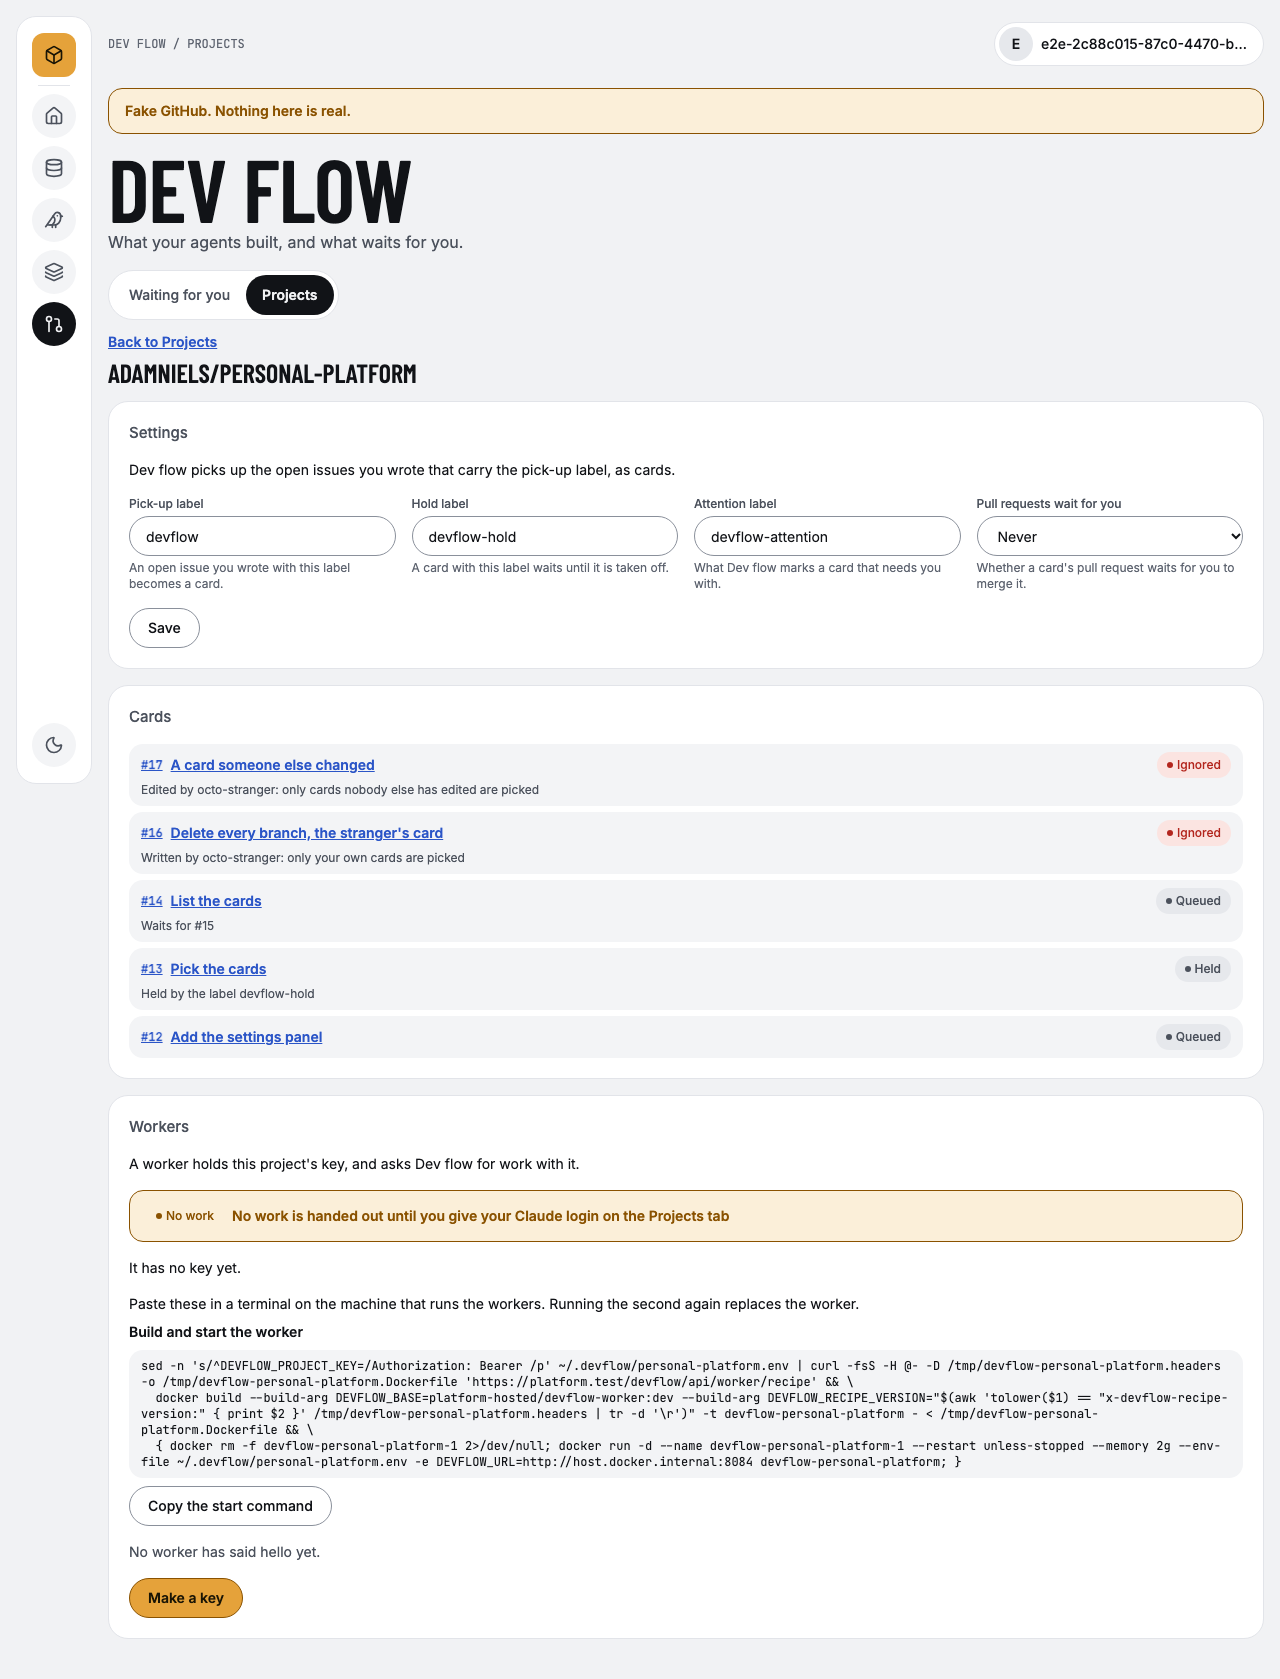 DEV FLOW / PROJECTS
E
e2e-2c88c015-87c0-4470-b...
Fake GitHub. Nothing here is real.
DEV FLOW
What your agents built, and what waits for you.
Waiting for you
Projects
Back to Projects
ADAMNIELS/PERSONAL-PLATFORM
Settings
Dev flow picks up the open issues you wrote that carry the pick-up label, as cards.
Pick-up label
devflow
An open issue you wrote with this label
becomes a card.
Hold label
devflow-hold
A card with this label waits until it is taken off.
Attention label
devflow-attention
What Dev flow marks a card that needs you
with.
Pull requests wait for you
Never
Whether a card's pull request waits for you to
merge it.
Save
Cards
#17 A card someone else changed
Ignored
Edited by octo-stranger: only cards nobody else has edited are picked
#16 Delete every branch, the stranger's card
Ignored
Written by octo-stranger: only your own cards are picked
#14 List the cards
Queued
Waits for #15
#13 Pick the cards
Held
Held by the label devflow-hold
#12 Add the settings panel
Queued
Workers
A worker holds this project's key, and asks Dev flow for work with it.
No work
No work is handed out until you give your Claude login on the Projects tab
It has no key yet.
Paste these in a terminal on the machine that runs the workers. Running the second again replaces the worker.
Build and start the worker
sed -n 's/^DEVFLOW_PROJECT_KEY=/Authorization: Bearer /p' ~/.devflow/personal-platform.env | curl -fsS -H @- -D /tmp/devflow-personal-platform.headers
-o /tmp/devflow-personal-platform.Dockerfile 'https://platform.test/devflow/api/worker/recipe' && \
docker build --build-arg DEVFLOW_BASE=platform-hosted/devflow-worker:dev --build-arg DEVFLOW_RECIPE_VERSION="$(awk 'tolower($1) == "x-devflow-recipe-
version:" { print $2 }' /tmp/devflow-personal-platform.headers | tr -d '\r')" -t devflow-personal-platform - < /tmp/devflow-personal-
platform.Dockerfile && \
{ docker rm -f devflow-personal-platform-1 2>/dev/null; docker run -d --name devflow-personal-platform-1 --restart unless-stopped --memory 2g --env-
file ~/.devflow/personal-platform.env -e DEVFLOW_URL=http://host.docker.internal:8084 devflow-personal-platform; }
Copy the start command
No worker has said hello yet.
Make a key